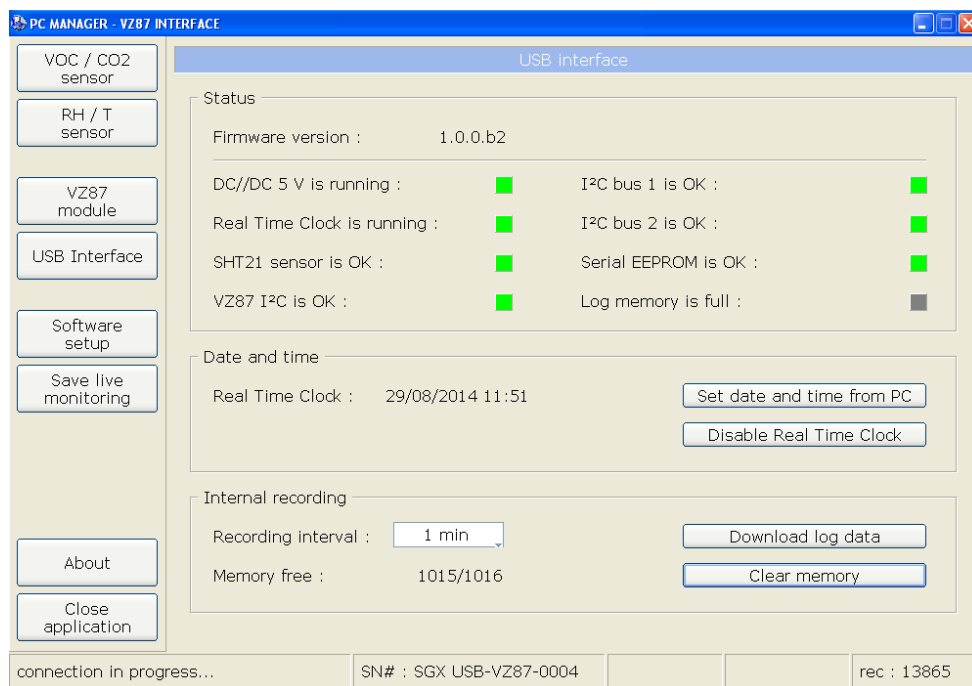 PC MANAGER - VZ87 INTERFACE
VOC / CO2
sensor
RH / T
sensor
VZ87
module
USB Interface
Software
setup
Save live
monitoring
About
Close
application
USB interface
Status
Firmware version : 1.0.0.b2
DC//DC 5 V is running : I²C bus 1 is OK :
Real Time Clock is running : I²C bus 2 is OK :
SHT21 sensor is OK : Serial EEPROM is OK :
VZ87 I²C is OK : Log memory is full :
Date and time
Real Time Clock : 29/08/2014 11:51 Set date and time from PC
Disable Real Time Clock
Internal recording
Recording interval : 1 min Download log data
Memory free : 1015/1016 Clear memory
connection in progress... SN# : SGX USB-VZ87-0004 rec : 13865